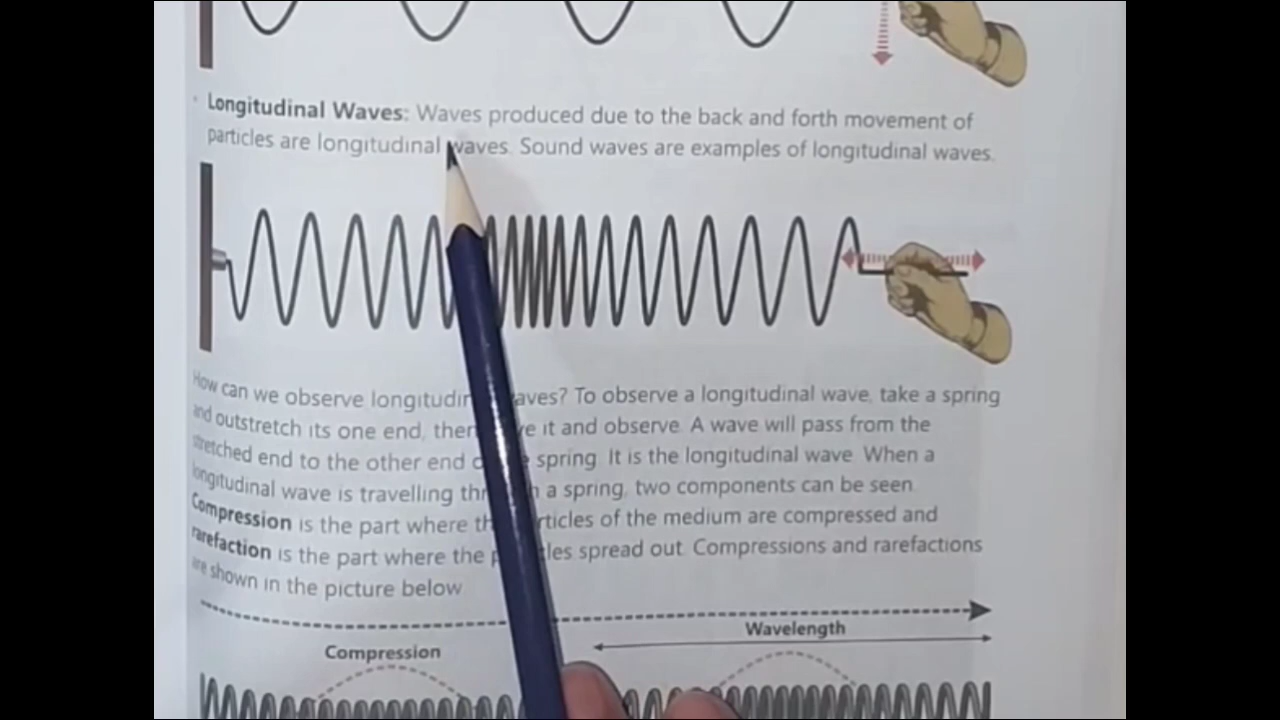 Longitudinal Waves: Waves produced due to the back and forth movement of
particles are longitudinal waves. Sound waves are examples of longitudinal waves.
How can we observe longitudin aves? To observe a longitudinal wave, take a spring
and outstretch its one end, then e it and observe. A wave will pass from the
stretched end to the other end spring. It is the longitudinal wave. When a
longitudinal wave is travelling thr h a spring, two components can be seen.
Compression is the part where th rticles of the medium are compressed and
rarefaction is the part where the p les spread out. Compressions and rarefactions
are shown in the picture below
Wavelength
Compression